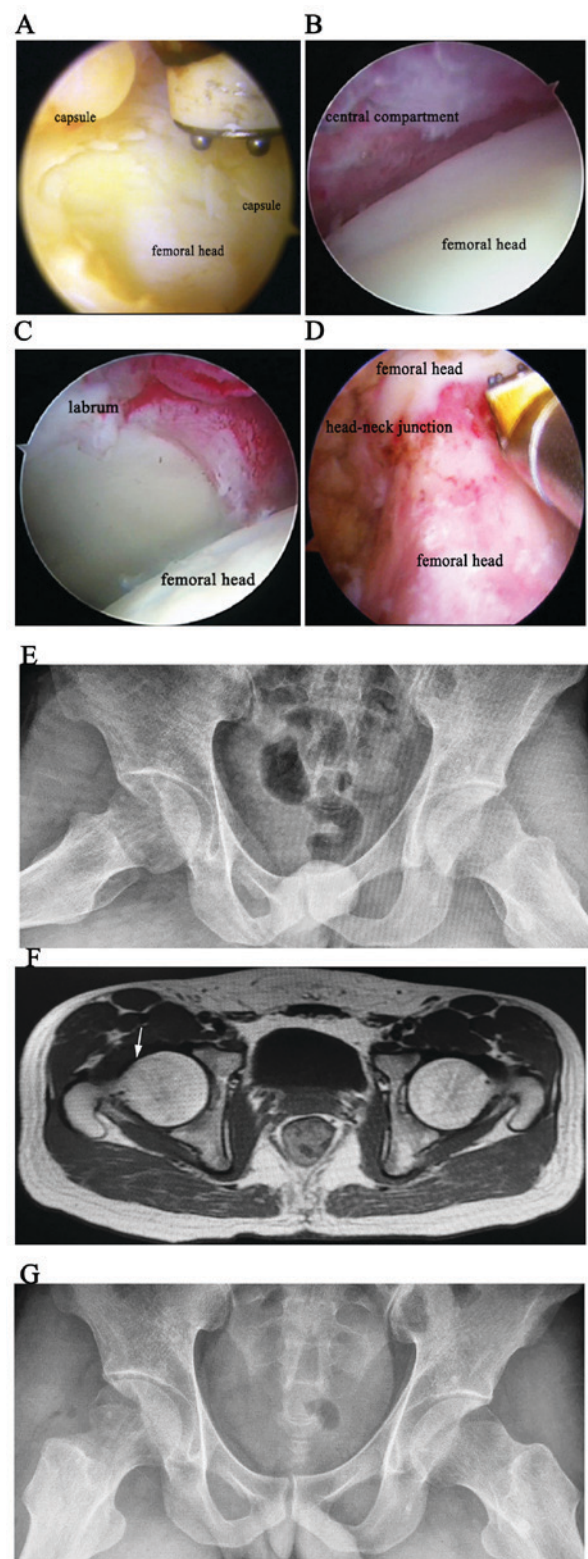 A
B
capsule
capsule
femoral head
central compartment
femoral head
C
D
labrum
femoral head
femoral head
head-neck junction
femoral head
E
F
G